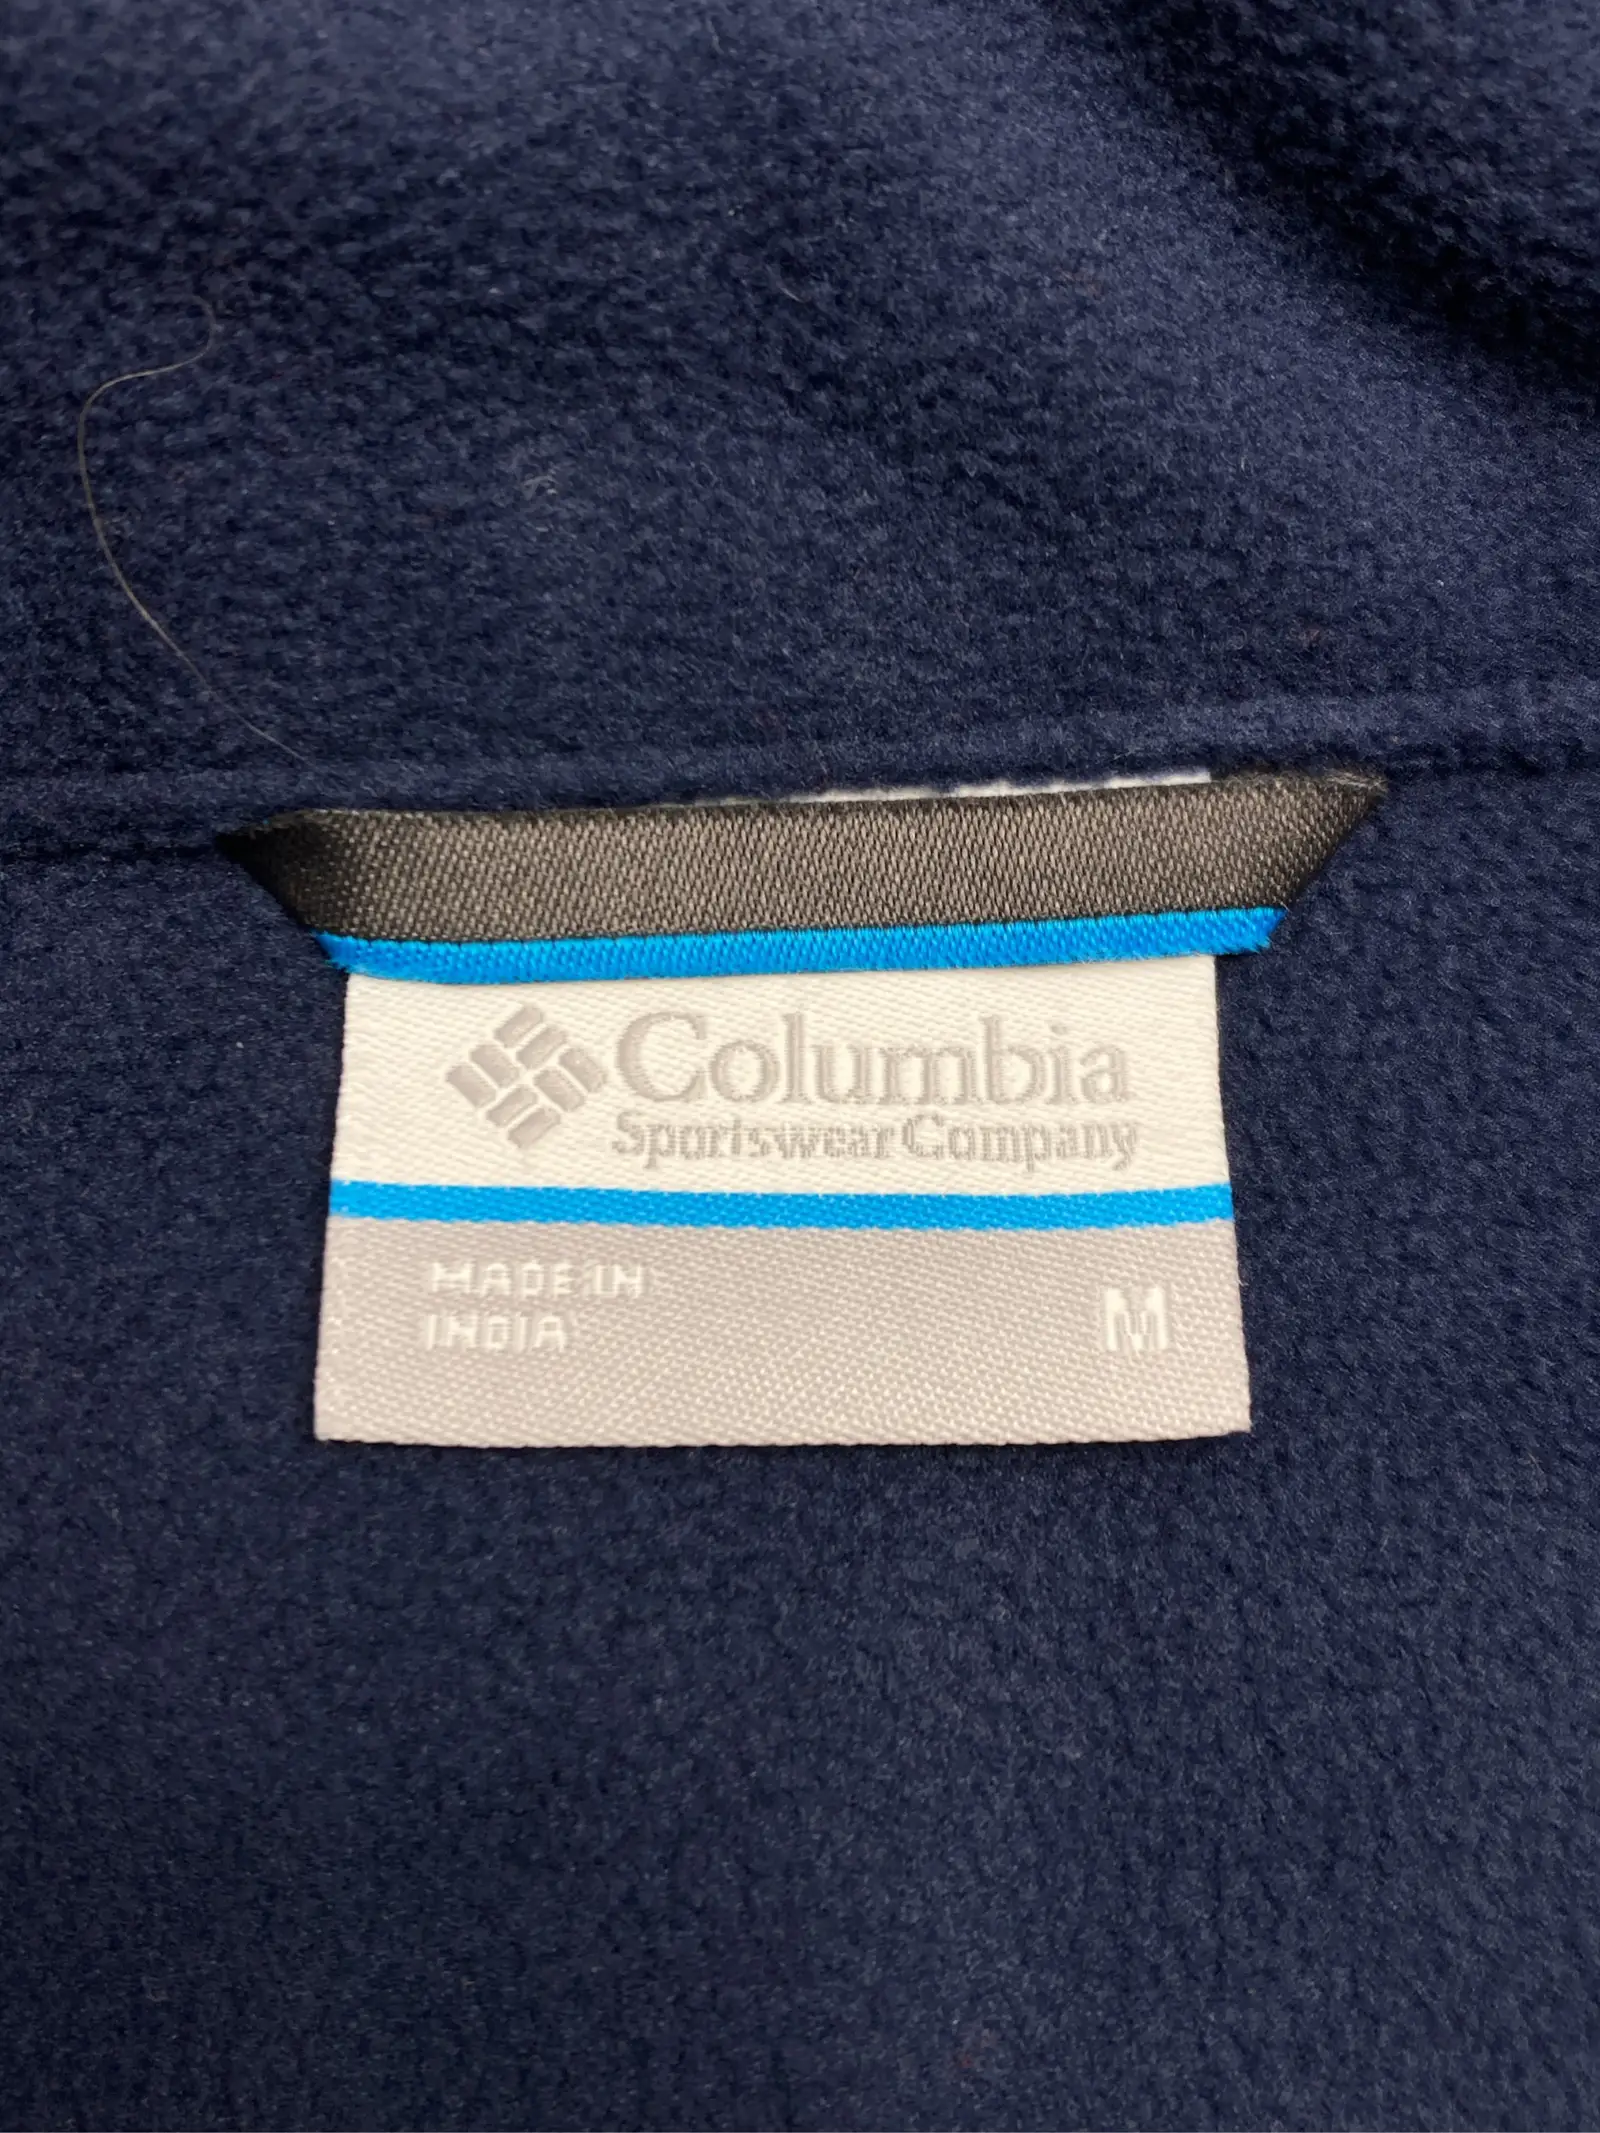 Columbia
Sportswear Company
MADE IN
INDIA
M